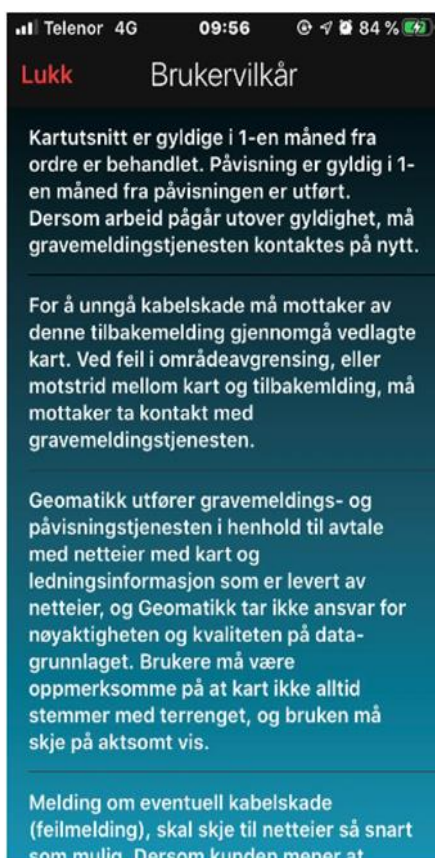 Telenor 4G 09:56 84 %
Lukk Brukervilkår
Kartutsnitt er gyldige i 1-en måned fra
ordre er behandlet. Påvisning er gyldig i 1-
en måned fra påvisningen er utført.
Dersom arbeid pågår utover gyldighet, må
gravemeldingstjenesten kontaktes på nytt.
For å unngå kabelskade må mottaker av
denne tilbakemelding gjennomgå vedlagte
kart. Ved feil i områdeavgrensing, eller
motstrid mellom kart og tilbakemlding, må
mottaker ta kontakt med
gravemeldingstjenesten.
Geomatikk utfører gravemeldings- og
påvisningstjenesten i henhold til avtale
med netteier med kart og
ledningsinformasjon som er levert av
netteier, og Geomatikk tar ikke ansvar for
nøyaktigheten og kvaliteten på data-
grunnlaget. Brukere må være
oppmerksomme på at kart ikke alltid
stemmer med terrenget, og bruken må
skje på aktsomt vis.
Melding om eventuell kabelskade
(feilmelding), skal skje til netteier så snart
som mulig. Dersom kunden mener at